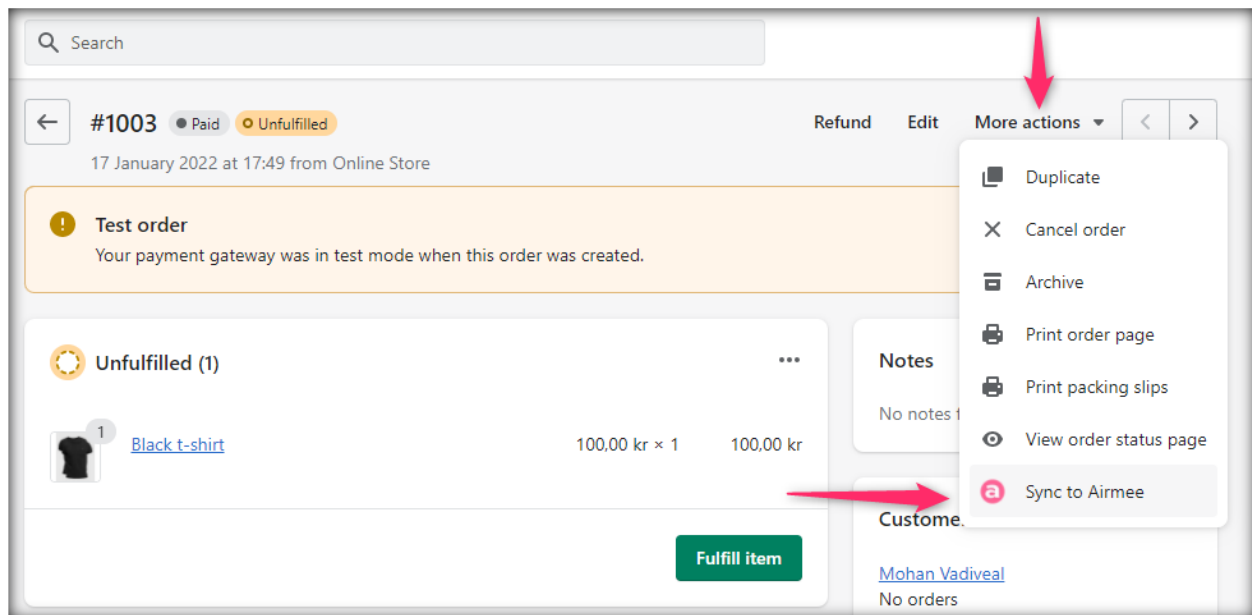 Search
#1003 Paid Unfulfilled
Refund Edit More actions
17 January 2022 at 17:49 from Online Store
Test order
Your payment gateway was in test mode when this order was created.
Duplicate
Cancel order
Archive
Print order page
Print packing slips
View order status page
a Sync to Airmee
Unfulfilled (1)
1
Black t-shirt 100,00 kr × 1 100,00 kr
Fulfill item
Notes
No notes
Mohan Vadiveal
No orders